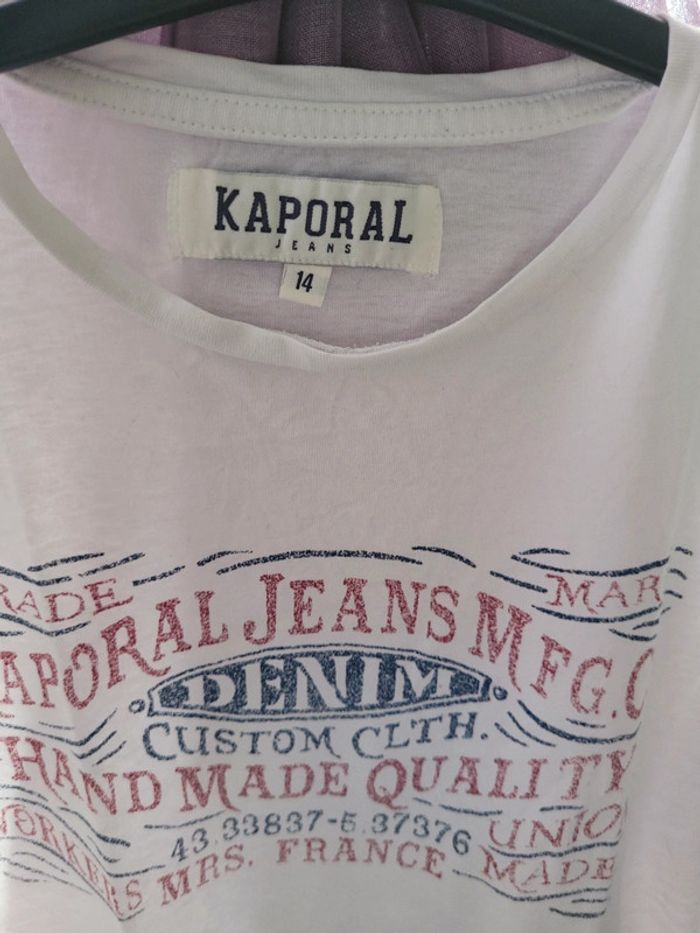 KAPORAL
JEANS
14
RADE MAR
APORAL JEANS MFG. C
DENIM
CUSTOM CLTH.
HAND MADE QUALITY
43.33837-5.37376 UNIO
WORKERS MRS. FRANCE MADE